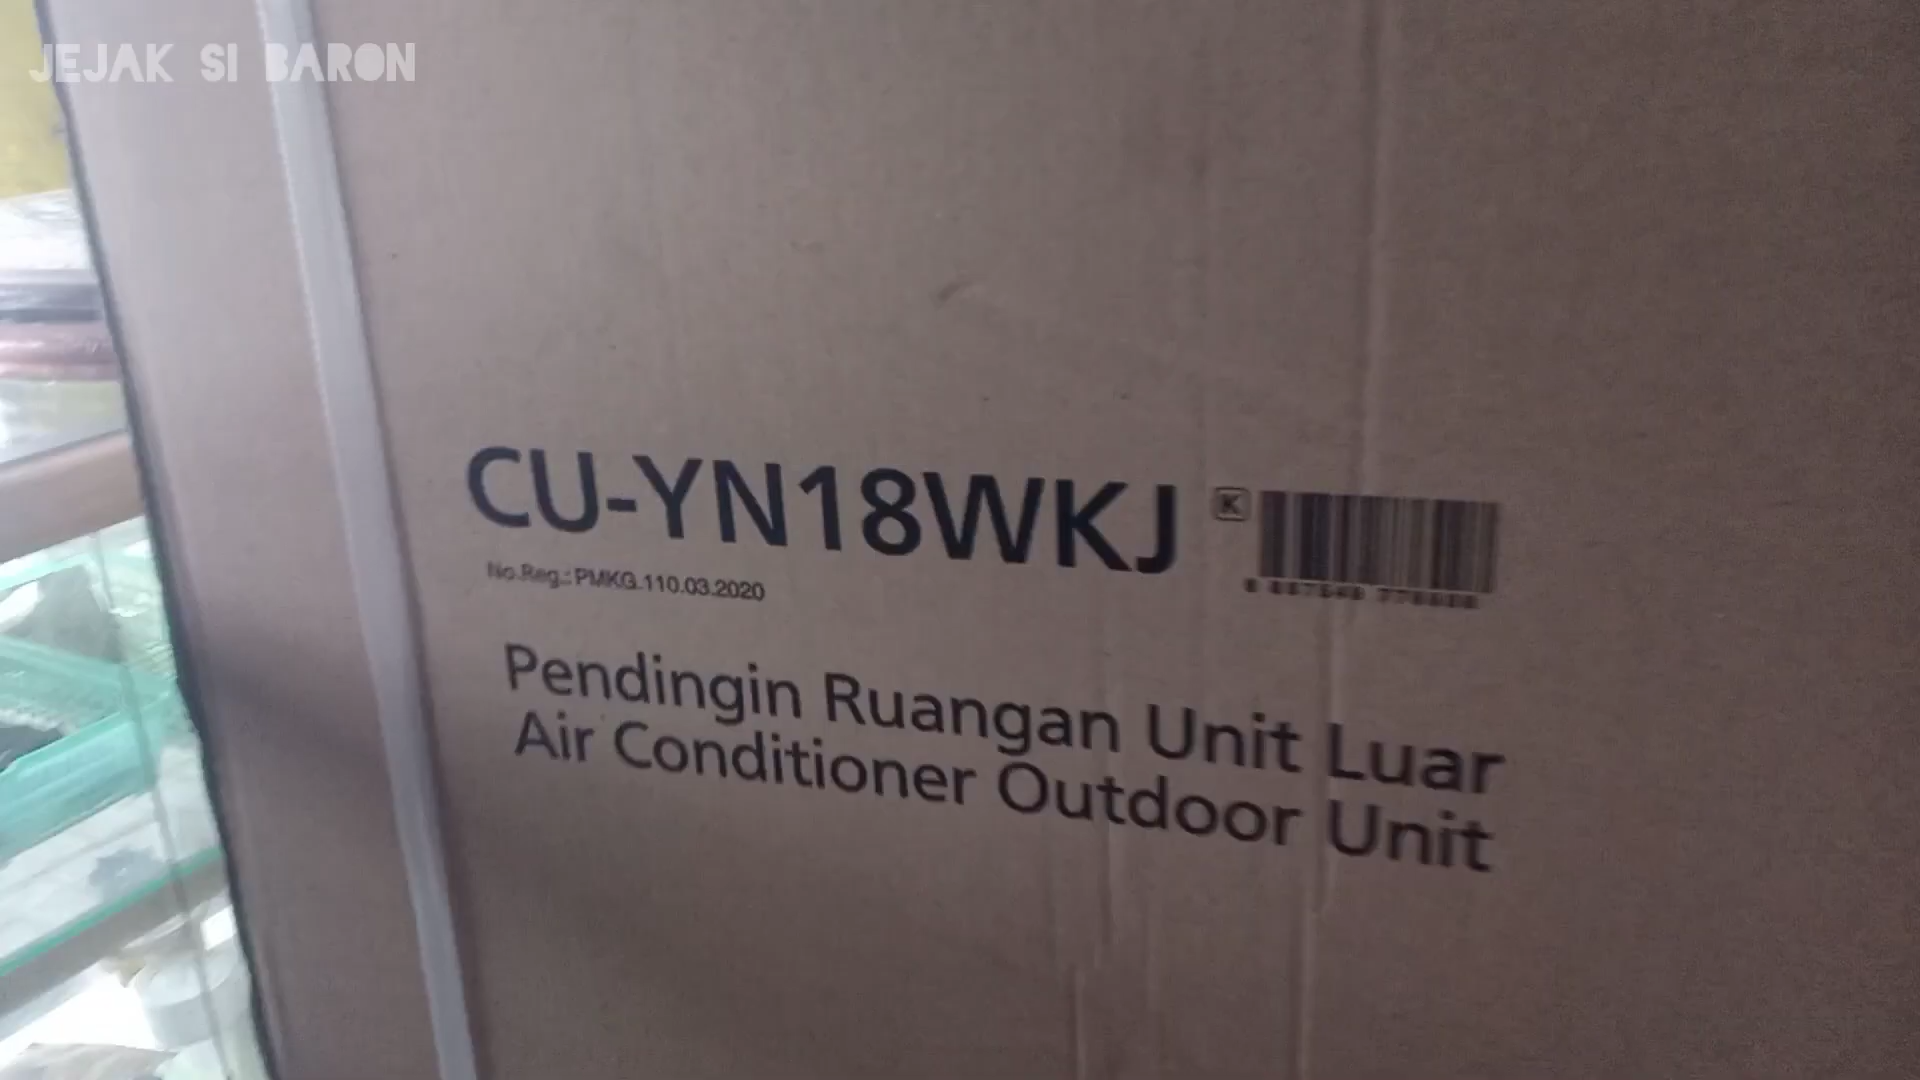 JEJAK SI BARON
CU-YN18WKJ
K
No.Reg.: PMKG.110.03.2020
Pendingin Ruangan Unit Luar
Air Conditioner Outdoor Unit